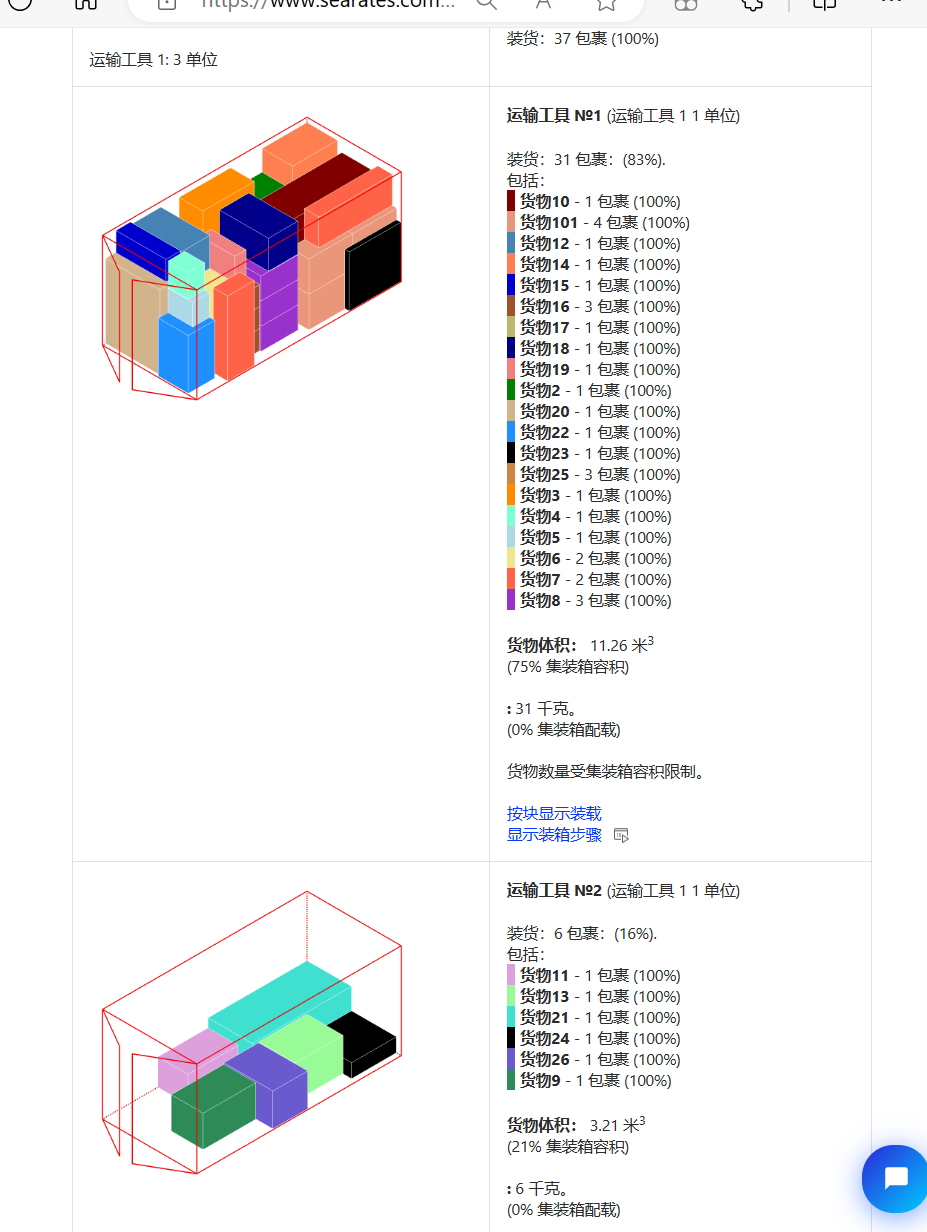 https://www.searates.com...
运输工具 1: 3 单位
装货：37 包裹 (100%)
运输工具 №1 (运输工具 1 1 单位)
装货：31 包裹：(83%).
包括：
货物10 - 1 包裹 (100%)
货物101 - 4 包裹 (100%)
货物12 - 1 包裹 (100%)
货物14 - 1 包裹 (100%)
货物15 - 1 包裹 (100%)
货物16 - 3 包裹 (100%)
货物17 - 1 包裹 (100%)
货物18 - 1 包裹 (100%)
货物19 - 1 包裹 (100%)
货物2 - 1 包裹 (100%)
货物20 - 1 包裹 (100%)
货物22 - 1 包裹 (100%)
货物23 - 1 包裹 (100%)
货物25 - 3 包裹 (100%)
货物3 - 1 包裹 (100%)
货物4 - 1 包裹 (100%)
货物5 - 1 包裹 (100%)
货物6 - 2 包裹 (100%)
货物7 - 2 包裹 (100%)
货物8 - 3 包裹 (100%)
货物体积： 11.26 米³
(75% 集装箱容积)
: 31 千克。
(0% 集装箱配载)
货物数量受集装箱容积限制。
按块显示装载
显示装箱步骤
运输工具 №2 (运输工具 1 1 单位)
装货：6 包裹：(16%).
包括：
货物11 - 1 包裹 (100%)
货物13 - 1 包裹 (100%)
货物21 - 1 包裹 (100%)
货物24 - 1 包裹 (100%)
货物26 - 1 包裹 (100%)
货物9 - 1 包裹 (100%)
货物体积： 3.21 米³
(21% 集装箱容积)
: 6 千克。
(0% 集装箱配载)